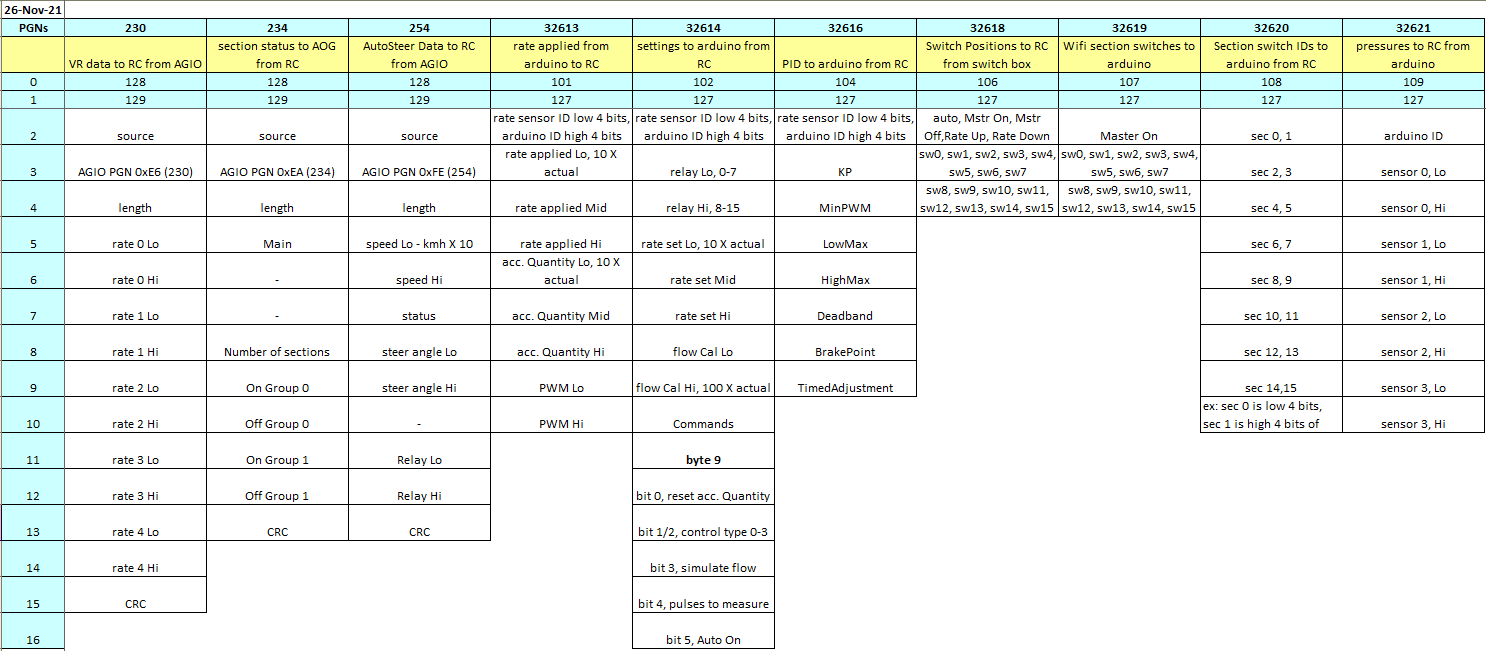 26-Nov-21
PGNs 230 234 254 32613 32614 32616 32618 32619 32620 32621
VR data to RC from AGIO section status to AOG from RC AutoSteer Data to RC from AGIO rate applied from arduino to RC settings to arduino from RC PID to arduino from RC Switch Positions to RC from switch box Wifi section switches to arduino Section switch IDs to arduino from RC pressures to RC from arduino
0 128 128 128 101 102 104 106 107 108 109
1 129 129 129 127 127 127 127 127 127 127
2 source source source rate sensor ID low 4 bits, arduino ID high 4 bits rate sensor ID low 4 bits, arduino ID high 4 bits rate sensor ID low 4 bits, arduino ID high 4 bits auto, Mstr On, Mstr Off,Rate Up, Rate Down Master On sec 0, 1 arduino ID
3 AGIO PGN 0xE6 (230) AGIO PGN 0xEA (234) AGIO PGN 0xFE (254) rate applied Lo, 10 X actual relay Lo, 0-7 KP sw0, sw1, sw2, sw3, sw4, sw5, sw6, sw7 sw0, sw1, sw2, sw3, sw4, sw5, sw6, sw7 sec 2, 3 sensor 0, Lo
4 length length length rate applied Mid relay Hi, 8-15 MinPWM sw8, sw9, sw10, sw11, sw12, sw13, sw14, sw15 sw8, sw9, sw10, sw11, sw12, sw13, sw14, sw15 sec 4, 5 sensor 0, Hi
5 rate 0 Lo Main speed Lo - kmh X 10 rate applied Hi rate set Lo, 10 X actual LowMax sec 6, 7 sensor 1, Lo
6 rate 0 Hi - speed Hi acc. Quantity Lo, 10 X actual rate set Mid HighMax sec 8, 9 sensor 1, Hi
7 rate 1 Lo - status acc. Quantity Mid rate set Hi Deadband sec 10, 11 sensor 2, Lo
8 rate 1 Hi Number of sections steer angle Lo acc. Quantity Hi flow Cal Lo BrakePoint sec 12, 13 sensor 2, Hi
9 rate 2 Lo On Group 0 steer angle Hi PWM Lo flow Cal Hi, 100 X actual TimedAdjustment sec 14,15 sensor 3, Lo
10 rate 2 Hi Off Group 0 - PWM Hi Commands ex: sec 0 is low 4 bits, sec 1 is high 4 bits of sensor 3, Hi
11 rate 3 Lo On Group 1 Relay Lo byte 9
12 rate 3 Hi Off Group 1 Relay Hi bit 0, reset acc. Quantity
13 rate 4 Lo CRC CRC bit 1/2, control type 0-3
14 rate 4 Hi bit 3, simulate flow
15 CRC bit 4, pulses to measure
16 bit 5, Auto On